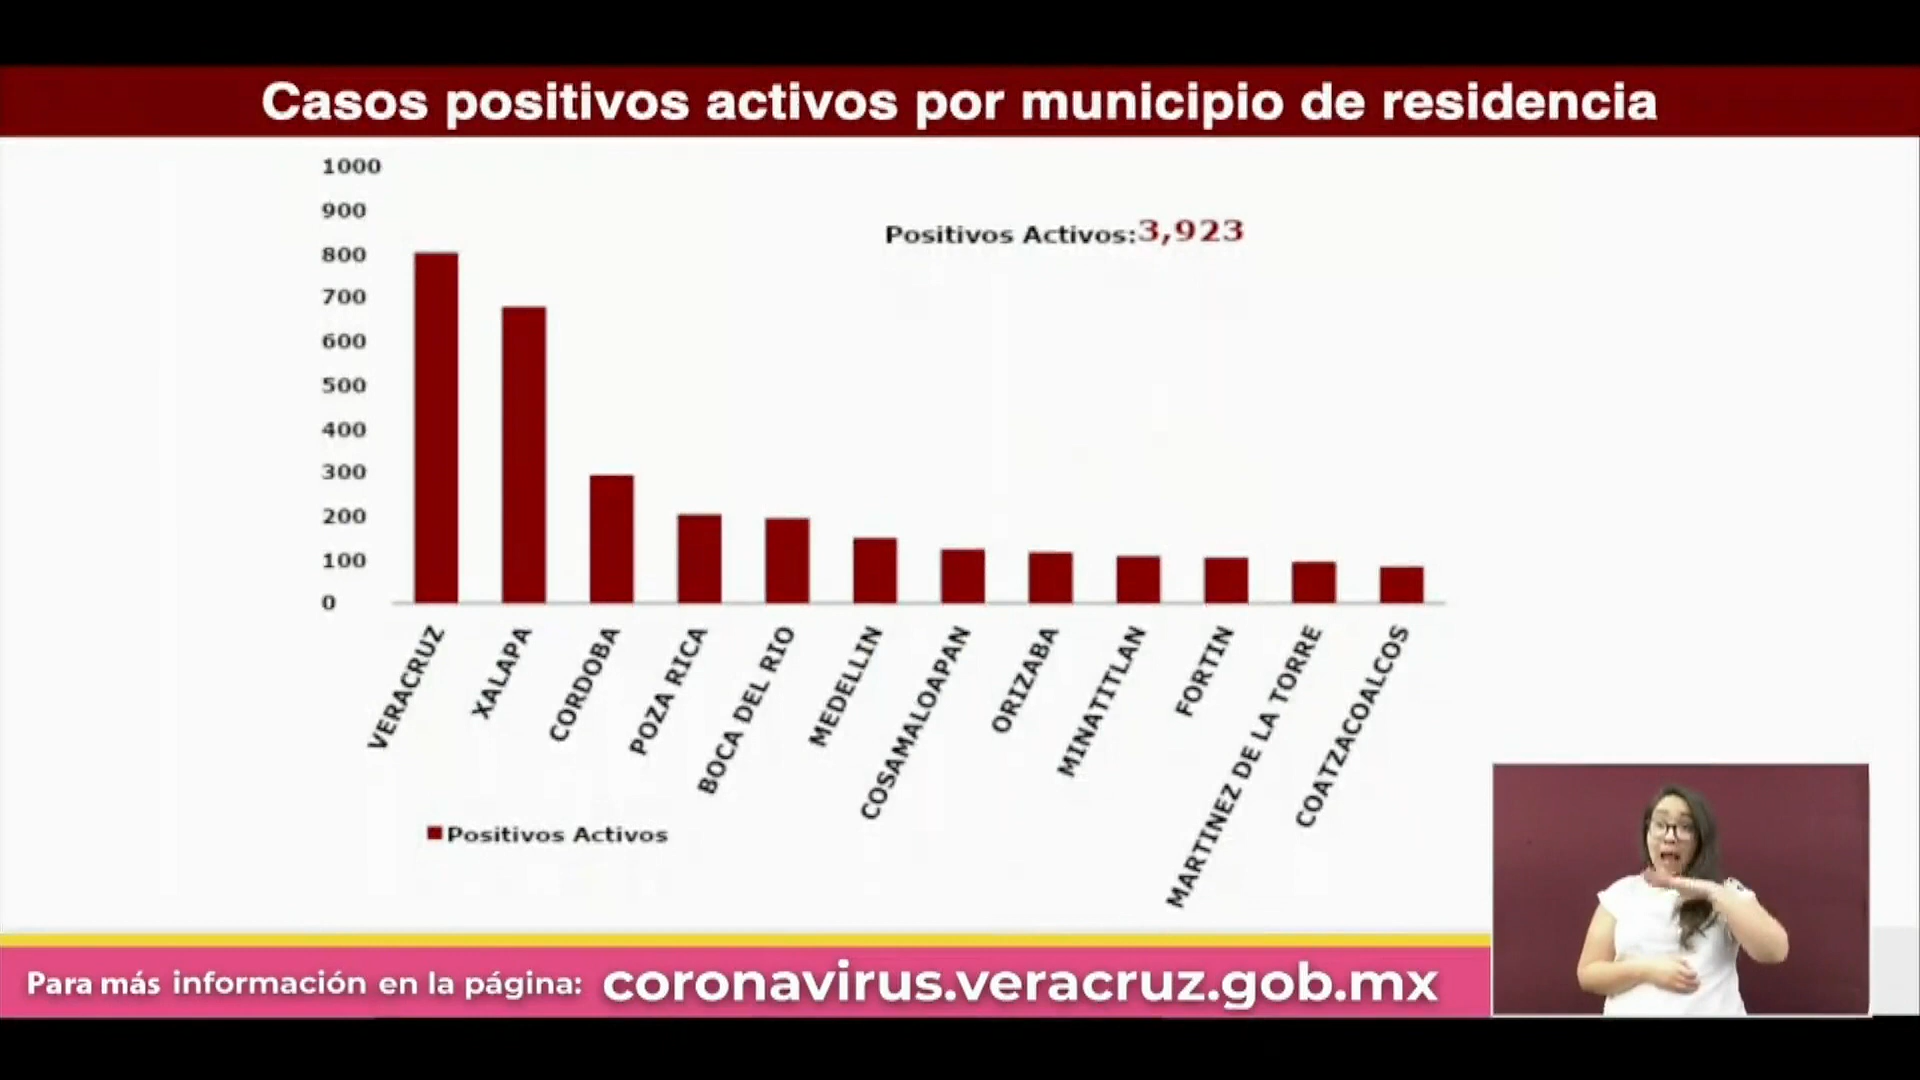 Casos positivos activos por municipio de residencia
1000
900
800
700
600
500
400
300
200
100
0
Positivos Activos:3,923
VERACRUZ
XALAPA
CORDOBA
POZA RICA
BOCA DEL RIO
MEDELLIN
COSAMALOAPAN
ORIZABA
MINATITLAN
FORTIN
MARTINEZ DE LA TORRE
COATZACOALCOS
Positivos Activos
Para más información en la página: coronavirus.veracruz.gob.mx